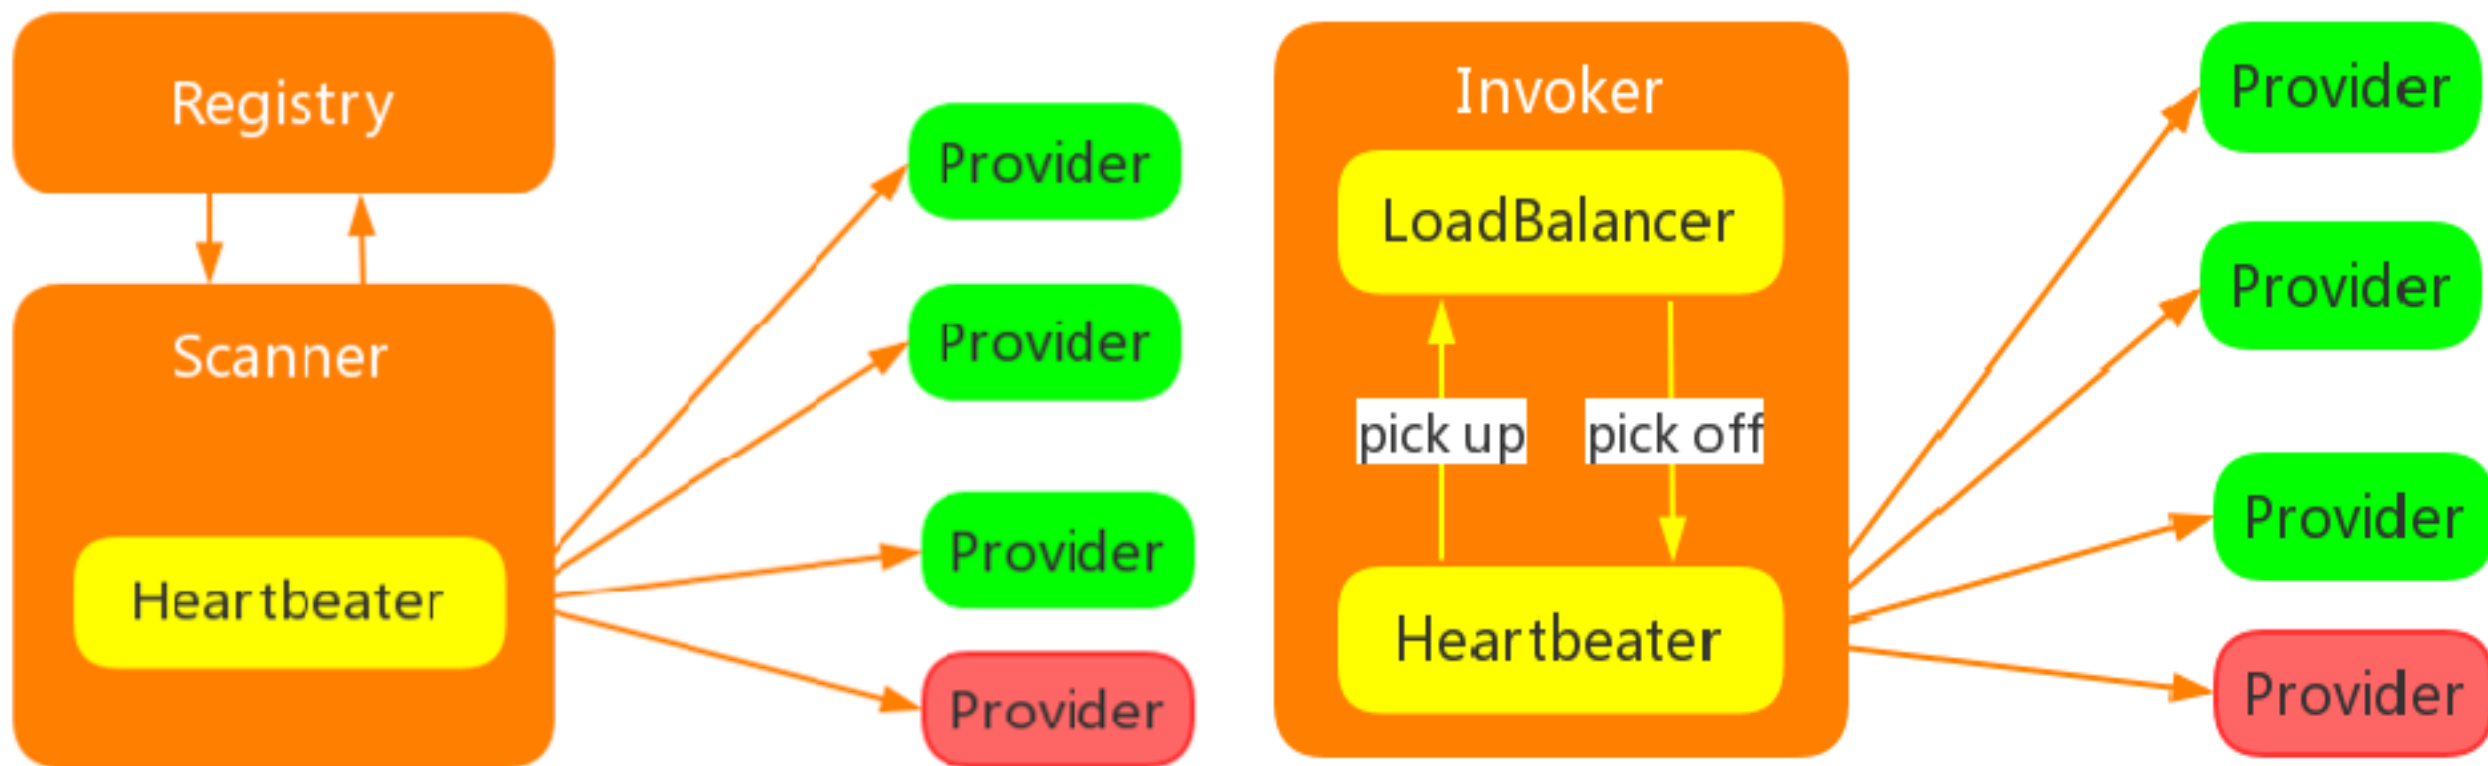 Registry
Scanner
Heartbeater
Provider
Provider
Provider
Provider
Invoker
LoadBalancer
pick up
pick off
Heartbeater
Provider
Provider
Provider
Provider